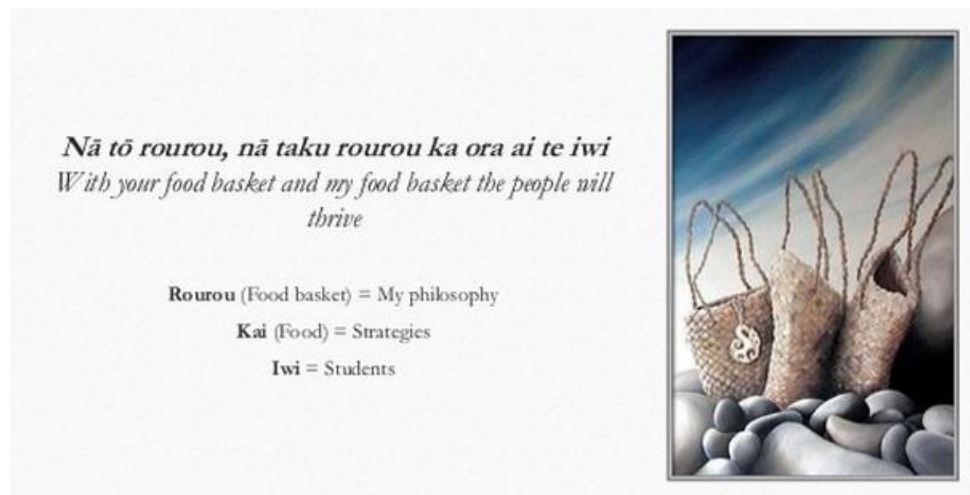 Nā tō rourou, nā taku rourou ka ora ai te iwi
With your food basket and my food basket the people will
thrive
Rourou (Food basket) = My philosophy
Kai (Food) = Strategies
Iwi = Students